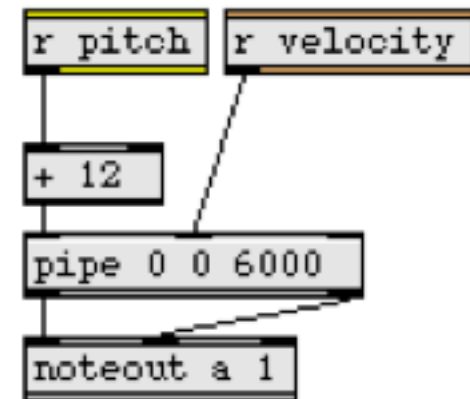 r pitch
r velocity
+ 12
pipe 0 0 6000
noteout a 1